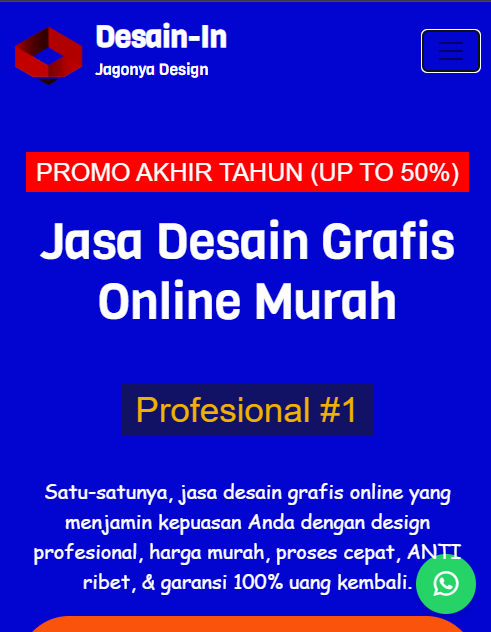 Desain-In
Jagonya Design
PROMO AKHIR TAHUN (UP TO 50%)
Jasa Desain Grafis
Online Murah
Profesional #1
Satu-satunya, jasa desain grafis online yang
menjamin kepuasan Anda dengan design
profesional, harga murah, proses cepat, ANTI
ribet, & garansi 100% uang kembali.